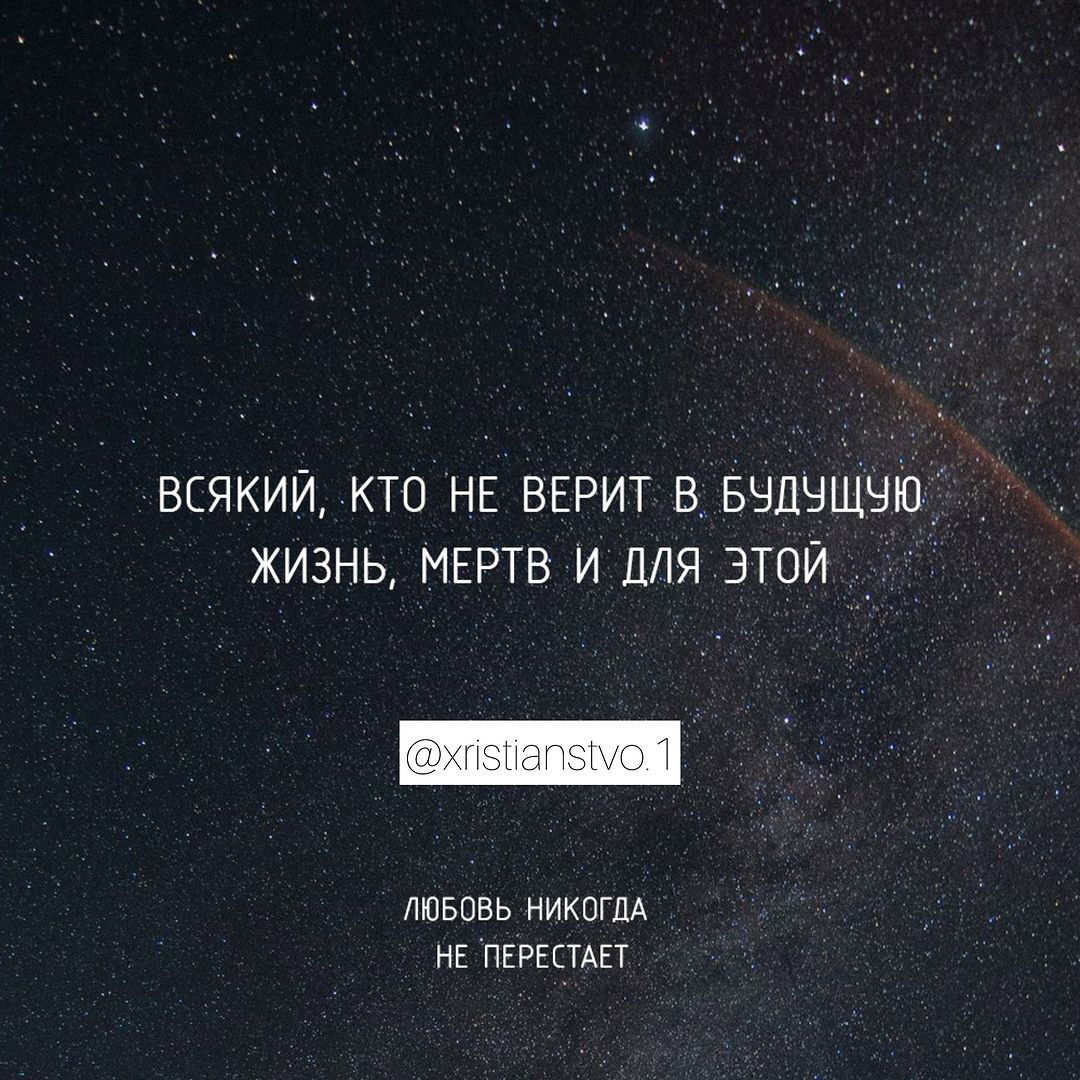 ВСЯКИЙ, КТО НЕ ВЕРИТ В БУДУЩУЮ
ЖИЗНЬ, МЕРТВ И ДЛЯ ЭТОЙ
@xristianstvo.1
ЛЮБОВЬ НИКОГДА
НЕ ПЕРЕСТАЕТ